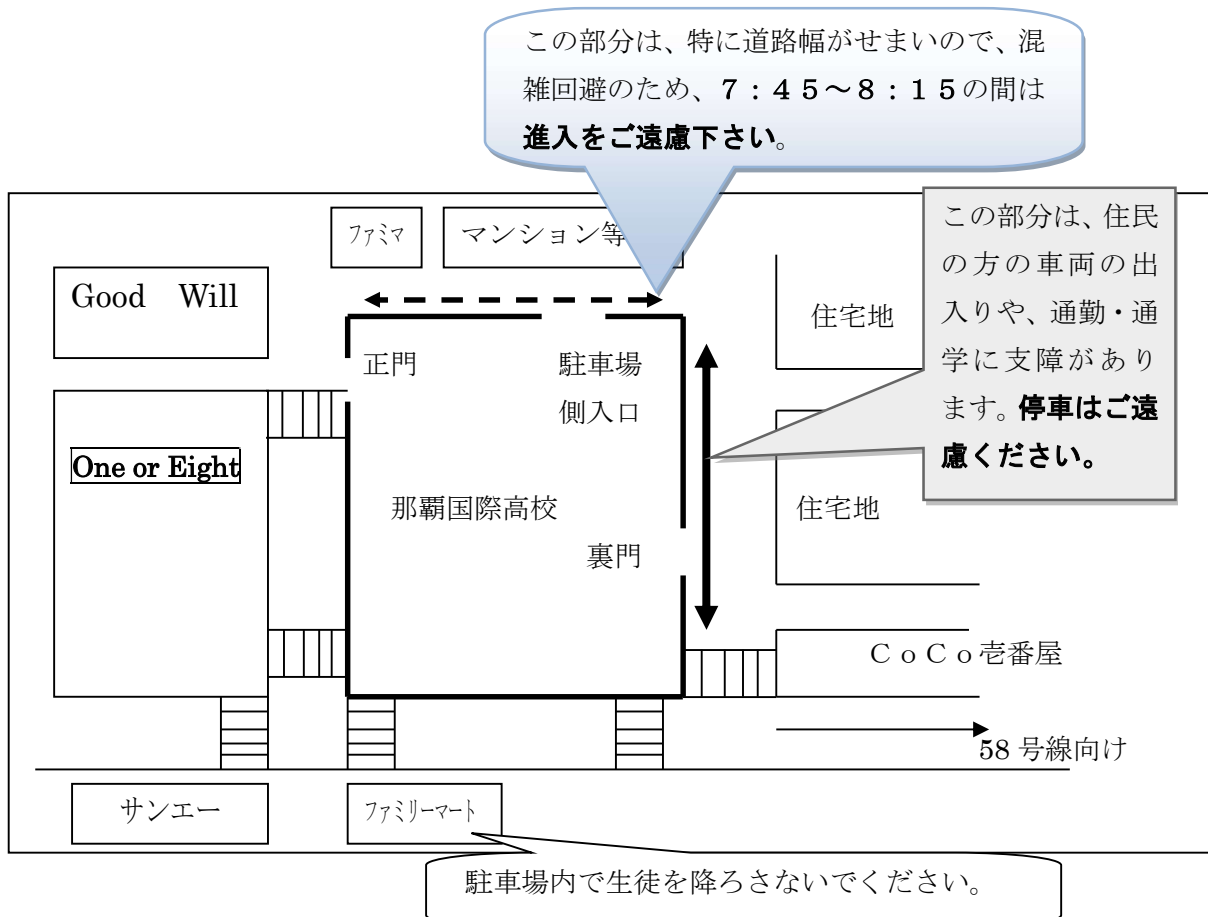 この部分は、特に道路幅がせまいので、混
雑回避のため、７：４５～８：１５の間は
進入をご遠慮下さい。
ファミマ
マンション等
この部分は、住民
の方の車両の出
入りや、通勤・通
学に支障があり
ます。停車はご遠
慮ください。
Good Will
住宅地
正門
駐車場
側入口
One or Eight
那覇国際高校
住宅地
裏門
ＣｏＣｏ壱番屋
58 号線向け
サンエー
ファミリーマート
駐車場内で生徒を降ろさないでください。